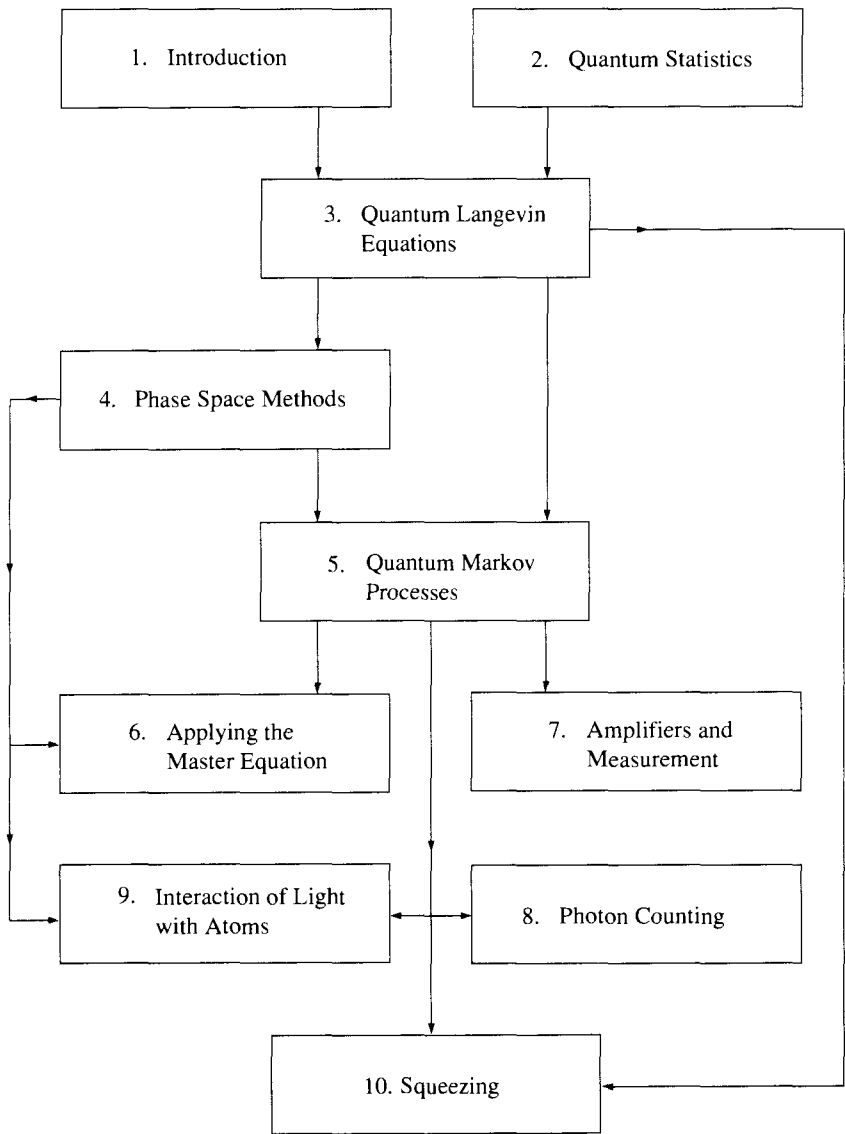 1. Introduction
2. Quantum Statistics
3. Quantum Langevin
Equations
4. Phase Space Methods
5. Quantum Markov
Processes
6. Applying the
Master Equation
7. Amplifiers and
Measurement
9. Interaction of Light
with Atoms
8. Photon Counting
10. Squeezing